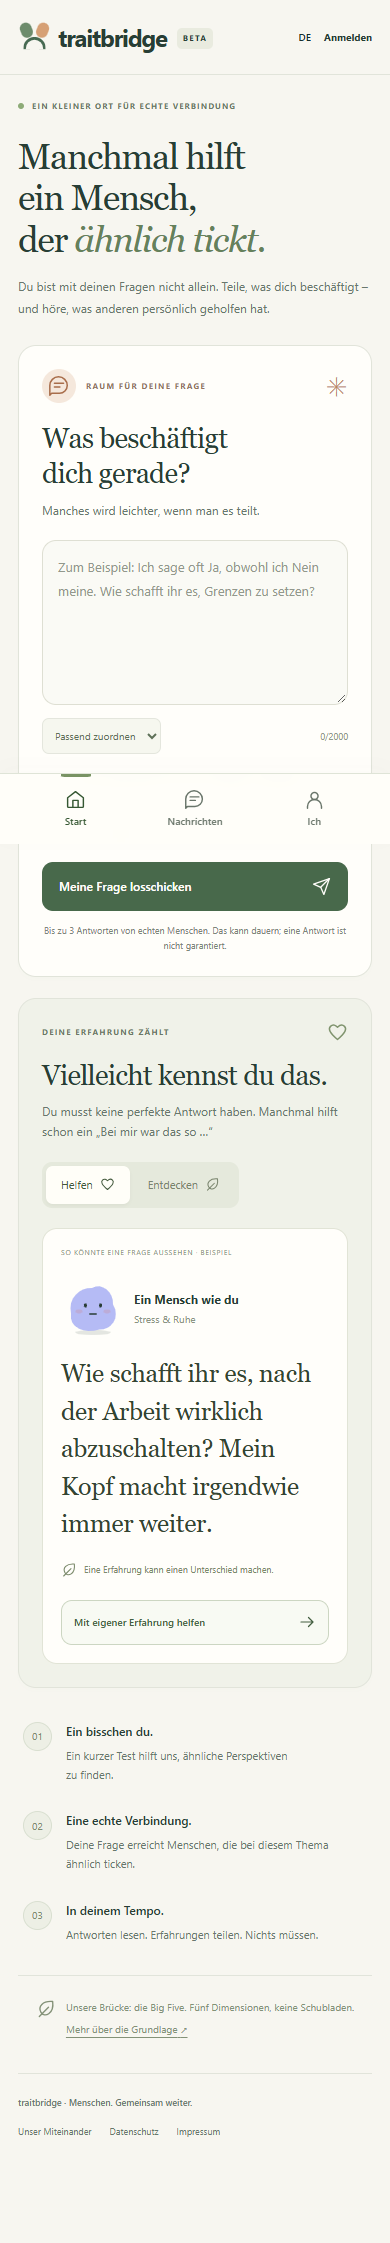 traitbridge BETA DE Anmelden
EIN KLEINER ORT FÜR ECHTE VERBINDUNG
Manchmal hilft
ein Mensch,
der ähnlich tickt.
Du bist mit deinen Fragen nicht allein. Teile, was dich beschäftigt –
und höre, was anderen persönlich geholfen hat.
RAUM FÜR DEINE FRAGE
Was beschäftigt
dich gerade?
Manches wird leichter, wenn man es teilt.
Zum Beispiel: Ich sage oft Ja, obwohl ich Nein
meine. Wie schafft ihr es, Grenzen zu setzen?
Passend zuordnen 0/2000
Start Nachrichten Ich
Meine Frage losschicken
Bis zu 3 Antworten von echten Menschen. Das kann dauern; eine Antwort ist
nicht garantiert.
DEINE ERFAHRUNG ZÄHLT
Vielleicht kennst du das.
Du musst keine perfekte Antwort haben. Manchmal hilft
schon ein „Bei mir war das so …“
Helfen Entdecken
SO KÖNNTE EINE FRAGE AUSSEHEN · BEISPIEL
Ein Mensch wie du
Stress & Ruhe
Wie schafft ihr es, nach
der Arbeit wirklich
abzuschalten? Mein
Kopf macht irgendwie
immer weiter.
Eine Erfahrung kann einen Unterschied machen.
Mit eigener Erfahrung helfen →
01 Ein bisschen du.
Ein kurzer Test hilft uns, ähnliche Perspektiven
zu finden.
02 Eine echte Verbindung.
Deine Frage erreicht Menschen, die bei diesem Thema
ähnlich ticken.
03 In deinem Tempo.
Antworten lesen. Erfahrungen teilen. Nichts müssen.
Unsere Brücke: die Big Five. Fünf Dimensionen, keine Schubladen.
Mehr über die Grundlage ↗
traitbridge · Menschen. Gemeinsam weiter.
Unser Miteinander Datenschutz Impressum